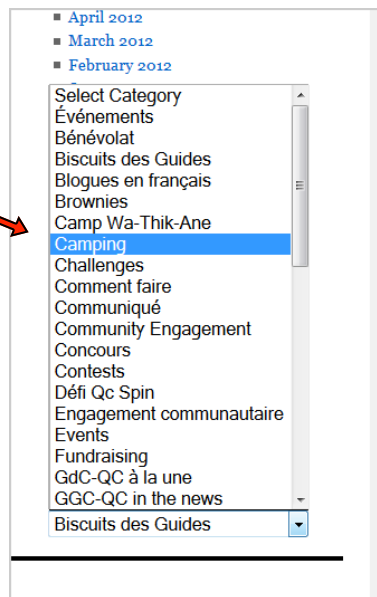 April 2012
March 2012
February 2012
Select Category
Événements
Bénévolat
Biscuits des Guides
Blogues en français
Brownies
Camp Wa-Thik-Ane
Camping
Challenges
Comment faire
Communiqué
Community Engagement
Concours
Contests
Défi Qc Spin
Engagement communautaire
Events
Fundraising
GdC-QC à la une
GGC-QC in the news
Biscuits des Guides